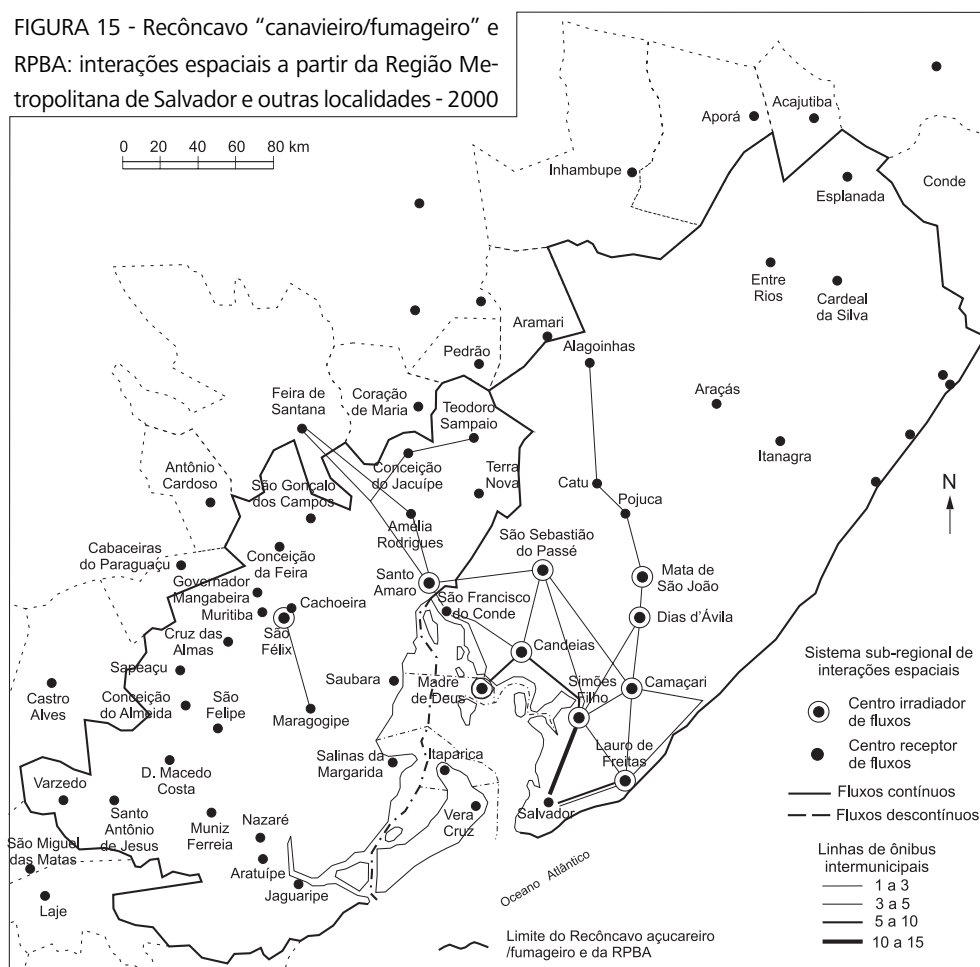 FIGURA 15 - Recôncavo “canavieiro/fumageiro” e
RPBA: interações espaciais a partir da Região Me-
tropolitana de Salvador e outras localidades - 2000
0 20 40 60 80 km
Aporá
Acajutiba
Inhambupe
Esplanada
Conde
Entre
Rios
Cardeal
da Silva
Aramari
Alagoinhas
Pedrão
Feira de
Santana
Coração
de Maria
Teodoro
Sampaio
Araçás
Itanagra
Antônio
Cardoso
São Gonçalo
dos Campos
Conceição
do Jacuípe
Terra
Nova
Catu
Pojuca
N
Amélia
Rodrigues
São Sebastião
do Passé
Cabaceiras
do Paraguaçu
Conceição
da Feira
Santo
Amaro
Mata de
São João
Governador
Mangabeira
Muritiba
Cachoeira
São Francisco
do Conde
Dias d’Ávila
Cruz das
Almas
São
Félix
Candeias
Sapeaçu
Saubara
Madre
de Deus
Simões
Filho
Camaçari
Castro
Alves
Conceição
do Almeida
São
Felipe
Maragogipe
Lauro de
Freitas
Salinas da
Margarida
Itaparica
D. Macedo
Costa
Varzedo
Vera
Cruz
Salvador
Santo
Antônio
de Jesus
Muniz
Ferreia
Nazaré
São Miguel
das Matas
Aratuípe
Jaguaripe
Laje
Oceano Atlântico
Sistema sub-regional de
interações espaciais
Centro irradiador
de fluxos
Centro receptor
de fluxos
Fluxos contínuos
Fluxos descontínuos
Linhas de ônibus
intermunicipais
1 a 3
3 a 5
5 a 10
10 a 15
Limite do Recôncavo açucareiro
/fumageiro e da RPBA